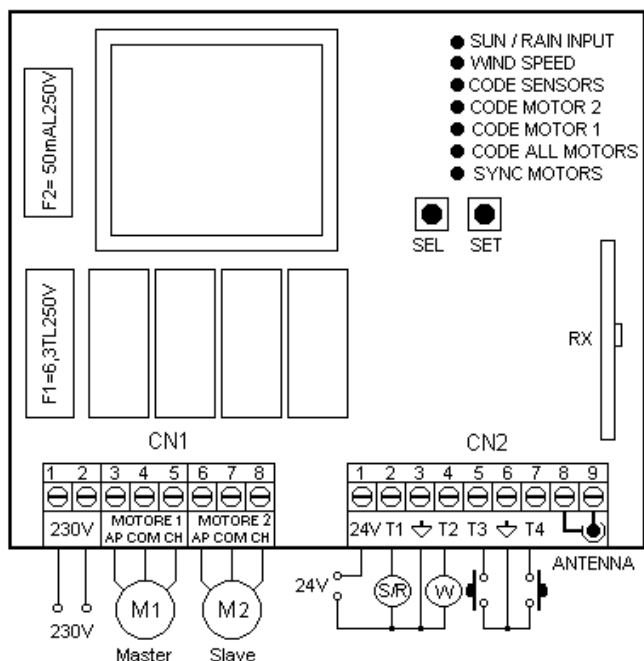 SUN / RAIN INPUT
WIND SPEED
CODE SENSORS
CODE MOTOR 2
CODE MOTOR 1
CODE ALL MOTORS
SYNC MOTORS
F2= 50mAL250V
SEL SET
F1=6,3TL250V
RX
CN1 CN2
1 2 3 4 5 6 7 8 1 2 3 4 5 6 7 8 9
230V MOTORE 1 MOTORE 2
AP COM CH AP COM CH
24V T1 T2 T3 T4
ANTENNA
24V S/R W
M1 M2
230V
Master Slave